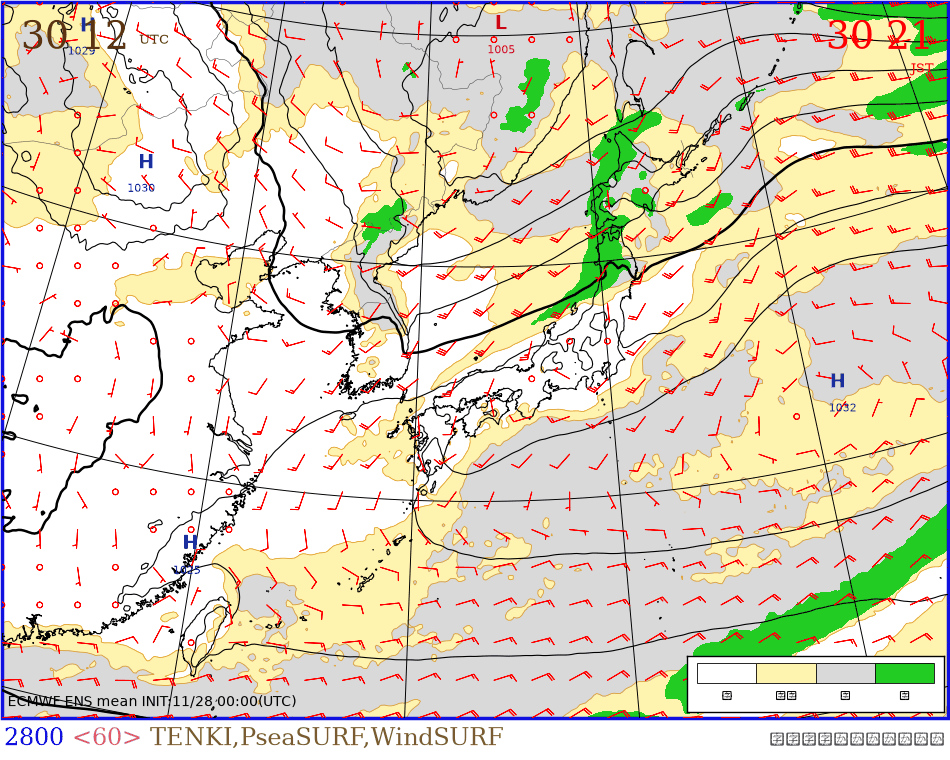 30 12 UTC
30 21 JST
H 1029
L 1005
H 1030
H 1032
H
ECMWF ENS mean INIT:11/28 00:00(UTC)
2800 <60> TENKI,PseaSURF,WindSURF